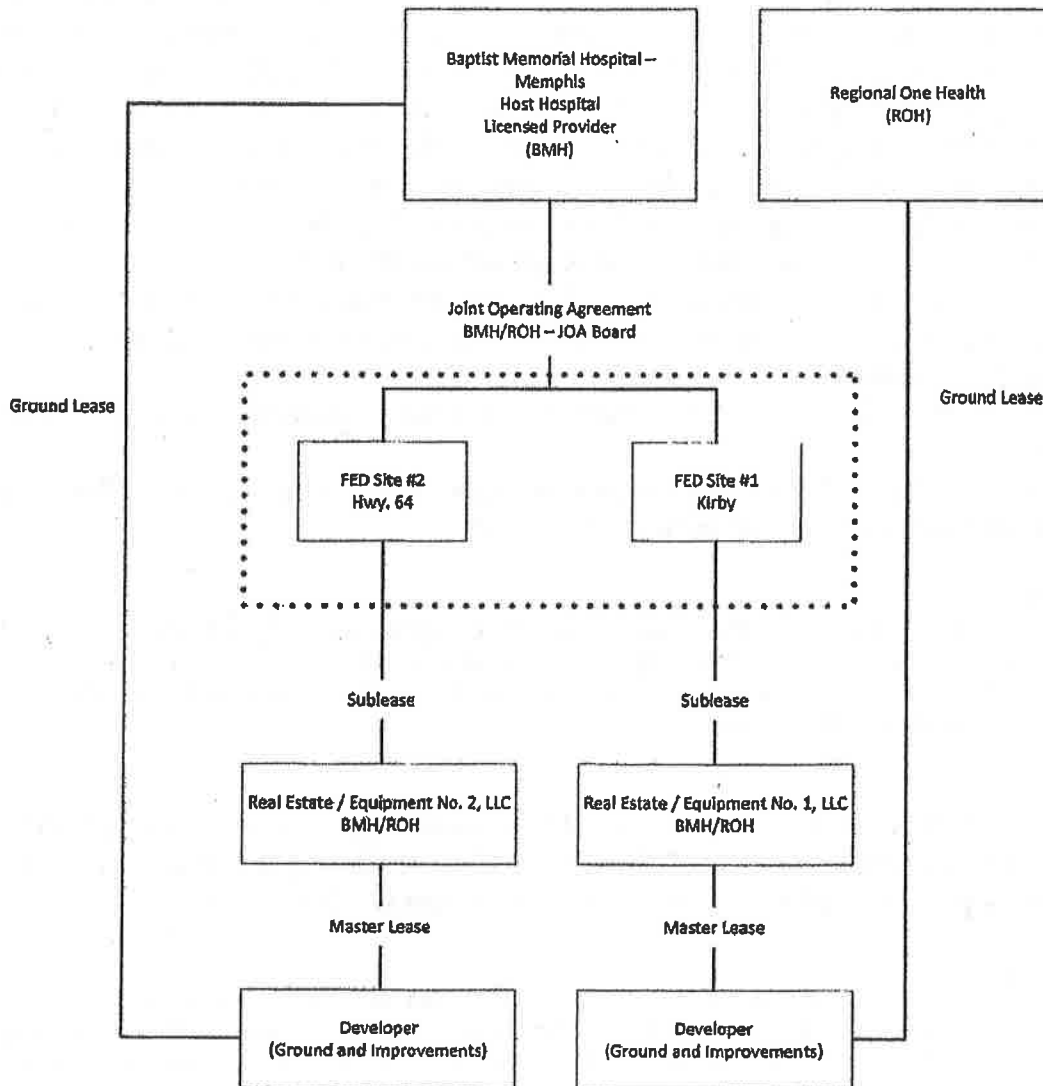 Baptist Memorial Hospital –
Memphis
Host Hospital
Licensed Provider
(BMH)
Regional One Health
(ROH)
Joint Operating Agreement
BMH/ROH – JOA Board
Ground Lease
Ground Lease
FED Site #2
Hwy. 64
FED Site #1
Kirby
Sublease
Sublease
Real Estate / Equipment No. 2, LLC
BMH/ROH
Real Estate / Equipment No. 1, LLC
BMH/ROH
Master Lease
Master Lease
Developer
(Ground and Improvements)
Developer
(Ground and Improvements)